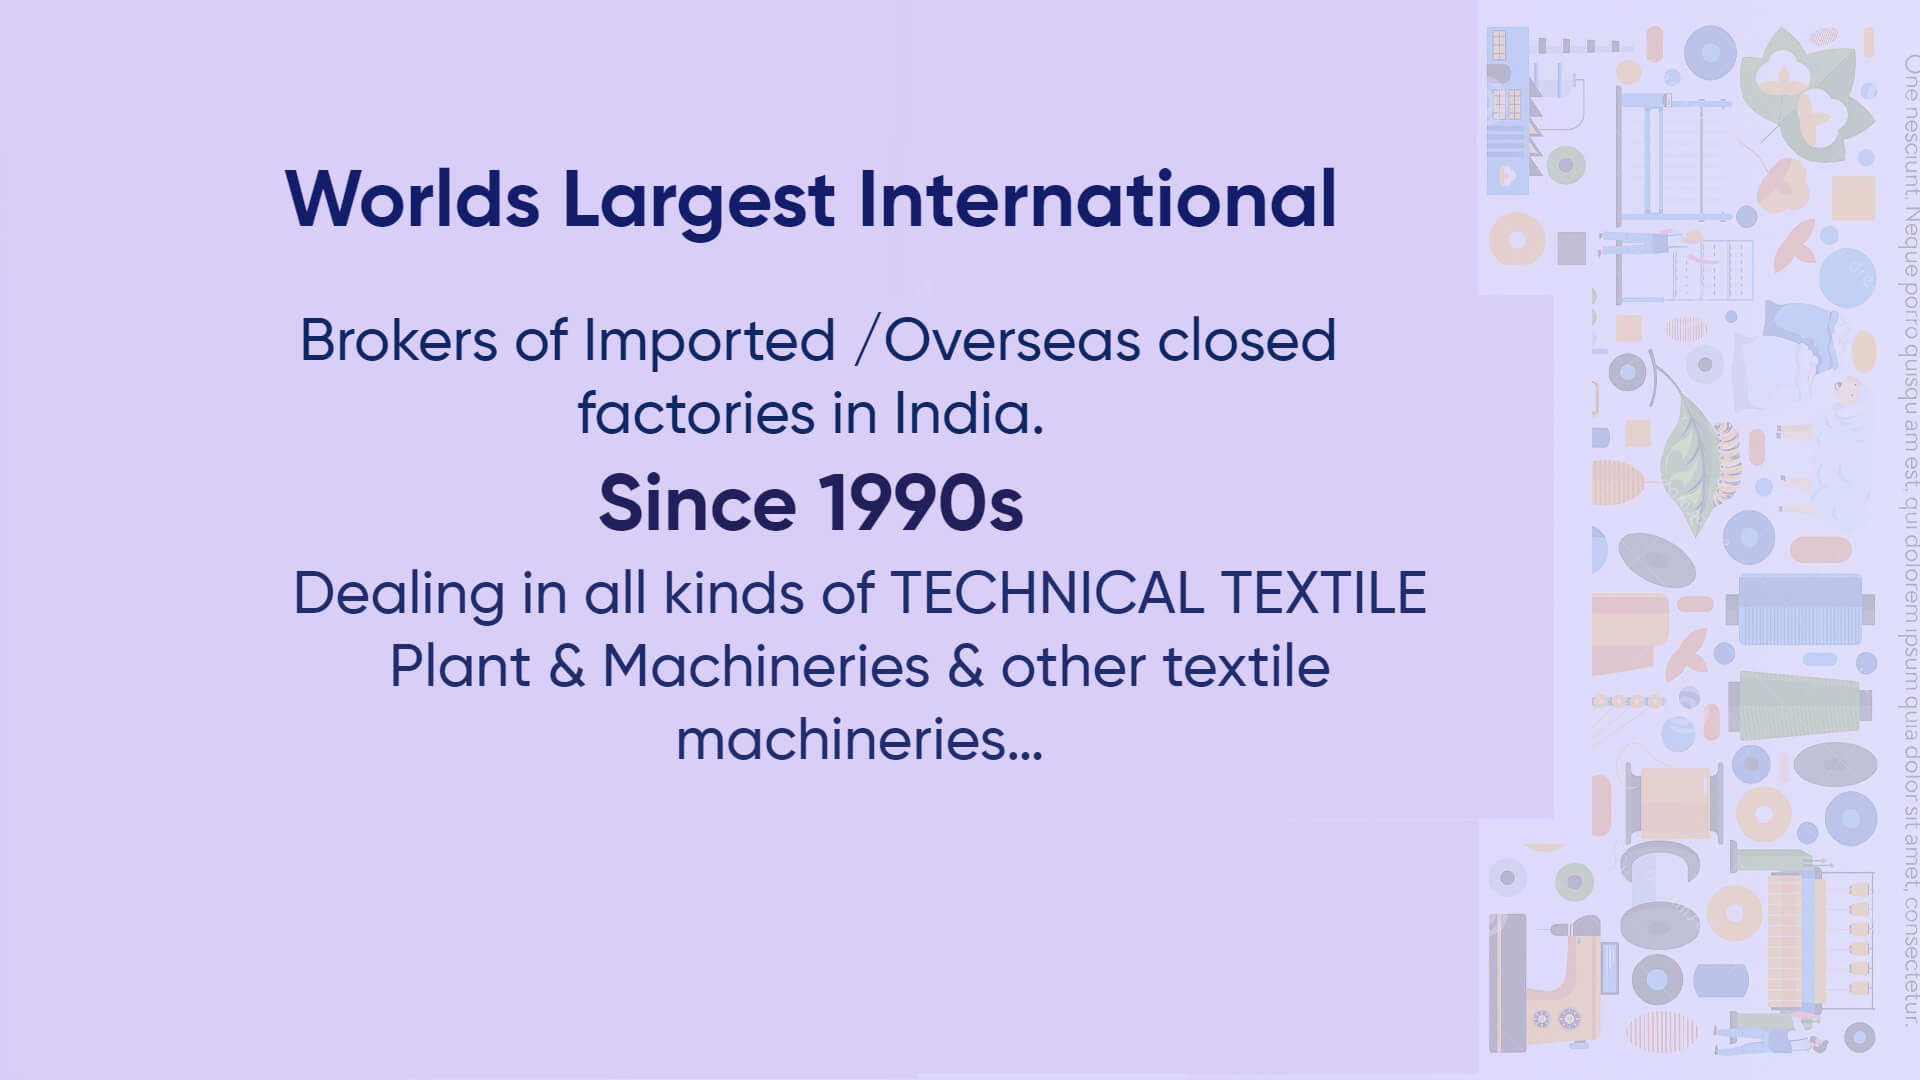 Worlds Largest International
Brokers of Imported /Overseas closed
factories in India.
Since 1990s
Dealing in all kinds of TECHNICAL TEXTILE
Plant & Machineries & other textile
machineries...
One nesciunt. Neque porro quisqu am est, qui dolorem ipsum quia dolor sit amet, consectetur.